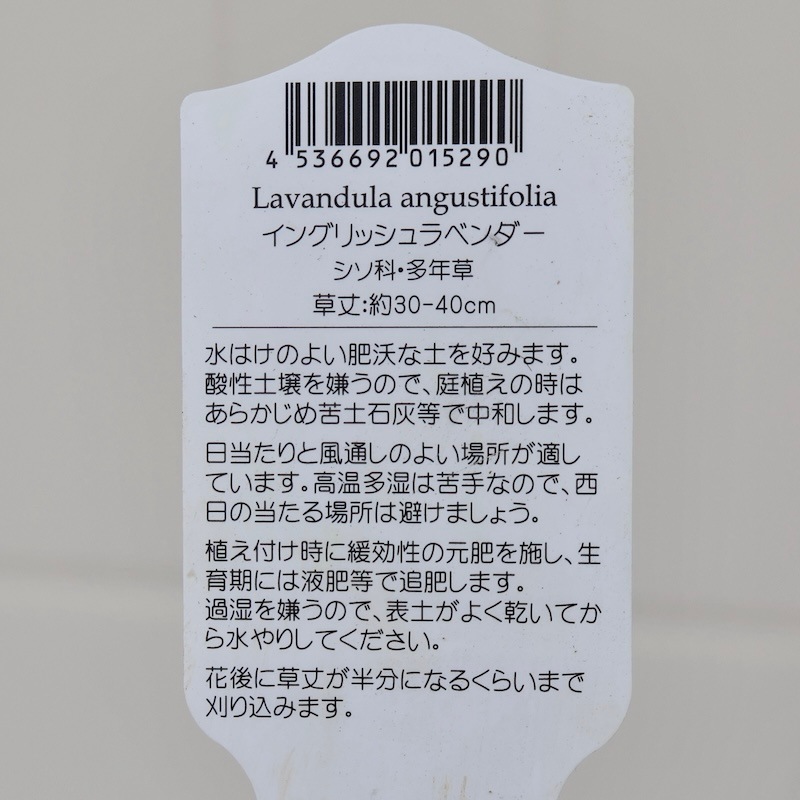 4 536692 015290
Lavandula angustifolia
イングリッシュラベンダー
シソ科・多年草
草丈:約30-40cm
水はけのよい肥沃な土を好みます。
酸性土壌を嫌うので、庭植えの時は
あらかじめ苦土石灰等で中和します。
日当たりと風通しのよい場所が適し
ています。高温多湿は苦手なので、西
日の当たる場所は避けましょう。
植え付け時に緩効性の元肥を施し、生
育期には液肥等で追肥します。
過湿を嫌うので、表土がよく乾いてか
ら水やりしてください。
花後に草丈が半分になるくらいまで
刈り込みます。